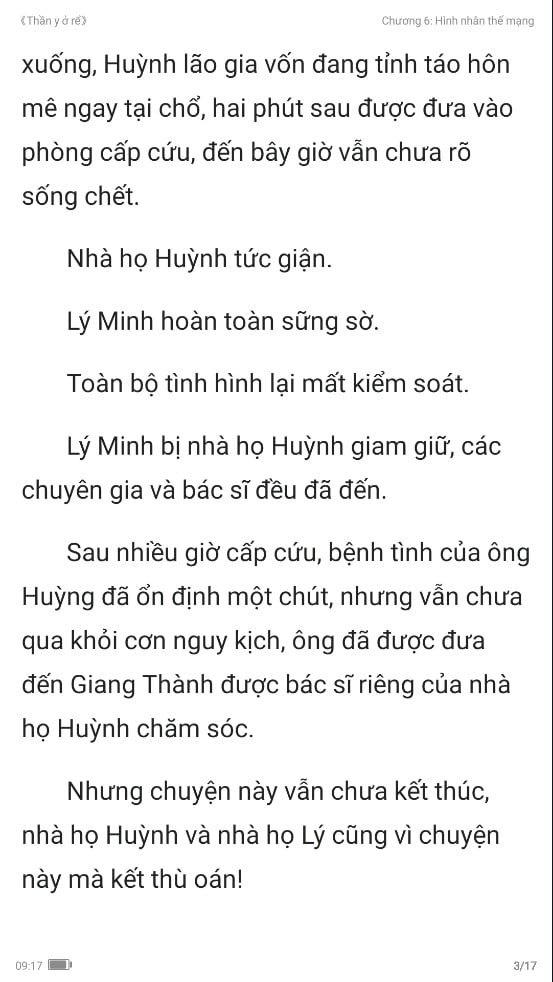 《Thần y ở rể》
Chương 6: Hình nhân thế mạng
xuống, Huỳnh lão gia vốn đang tỉnh táo hôn
mê ngay tại chổ, hai phút sau được đưa vào
phòng cấp cứu, đến bây giờ vẫn chưa rõ
sống chết.
Nhà họ Huỳnh tức giận.
Lý Minh hoàn toàn sững sờ.
Toàn bộ tình hình lại mất kiểm soát.
Lý Minh bị nhà họ Huỳnh giam giữ, các
chuyên gia và bác sĩ đều đã đến.
Sau nhiều giờ cấp cứu, bệnh tình của ông
Huỳng đã ổn định một chút, nhưng vẫn chưa
qua khỏi cơn nguy kịch, ông đã được đưa
đến Giang Thành được bác sĩ riêng của nhà
họ Huỳnh chăm sóc.
Nhưng chuyện này vẫn chưa kết thúc,
nhà họ Huỳnh và nhà họ Lý cũng vì chuyện
này mà kết thù oán!
09:17
3/17